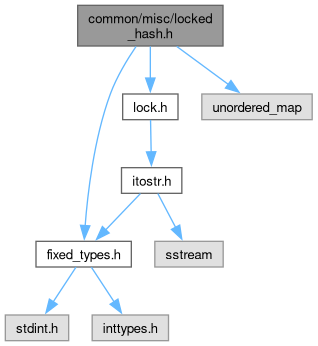 common/misc/locked
_hash.h
lock.h
unordered_map
itostr.h
fixed_types.h
sstream
stdint.h
inttypes.h